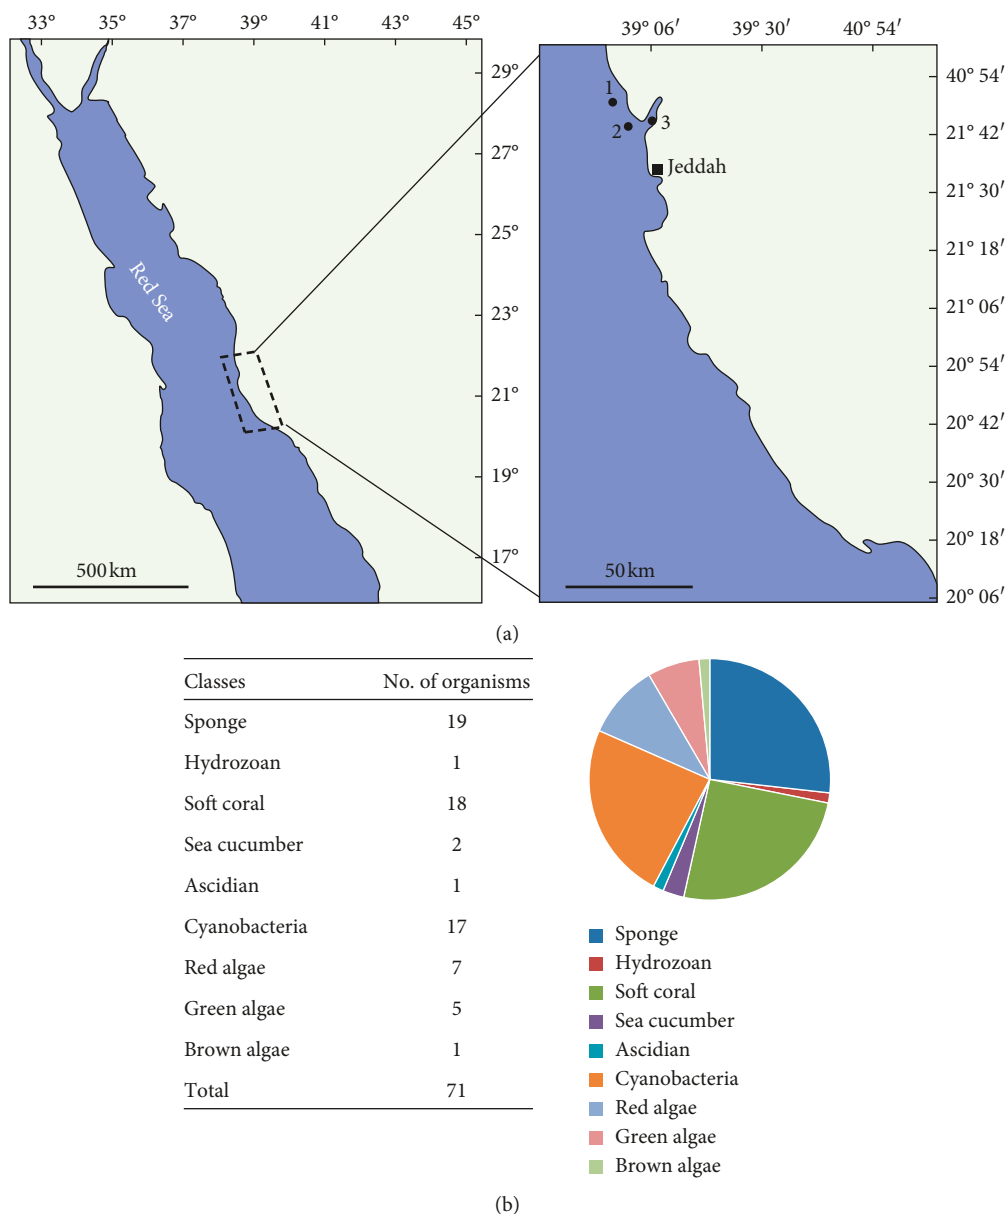 33° 35° 37° 39° 41° 43° 45°
29°
27°
25°
23°
21°
19°
17°
Red Sea
500 km
39° 06′ 39° 30′ 40° 54′
40° 54′
21° 42′
21° 30′
21° 18′
21° 06′
20° 54′
20° 42′
20° 30′
20° 18′
20° 06′
1
2
3
Jeddah
50 km
(a)
Classes No. of organisms
Sponge 19
Hydrozoan 1
Soft coral 18
Sea cucumber 2
Ascidian 1
Cyanobacteria 17
Red algae 7
Green algae 5
Brown algae 1
Total 71
Sponge
Hydrozoan
Soft coral
Sea cucumber
Ascidian
Cyanobacteria
Red algae
Green algae
Brown algae
(b)